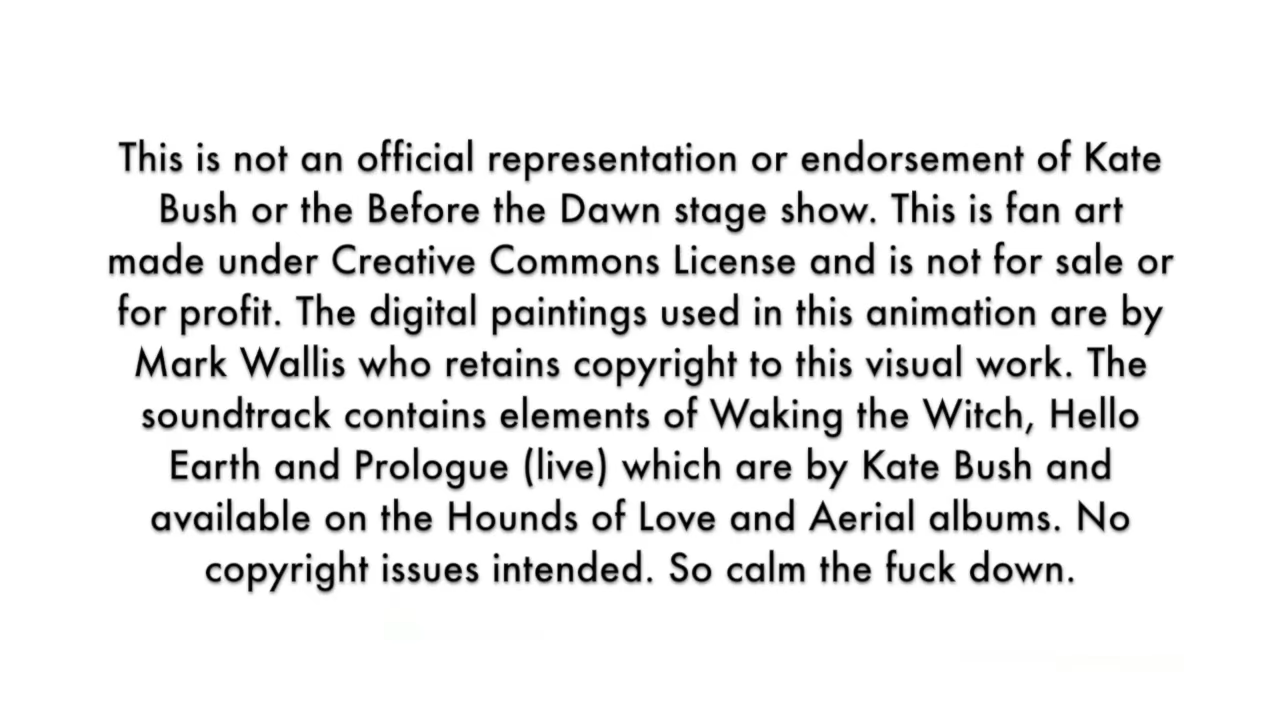 This is not an official representation or endorsement of Kate
Bush or the Before the Dawn stage show. This is fan art
made under Creative Commons License and is not for sale or
for profit. The digital paintings used in this animation are by
Mark Wallis who retains copyright to this visual work. The
soundtrack contains elements of Waking the Witch, Hello
Earth and Prologue (live) which are by Kate Bush and
available on the Hounds of Love and Aerial albums. No
copyright issues intended. So calm the fuck down.